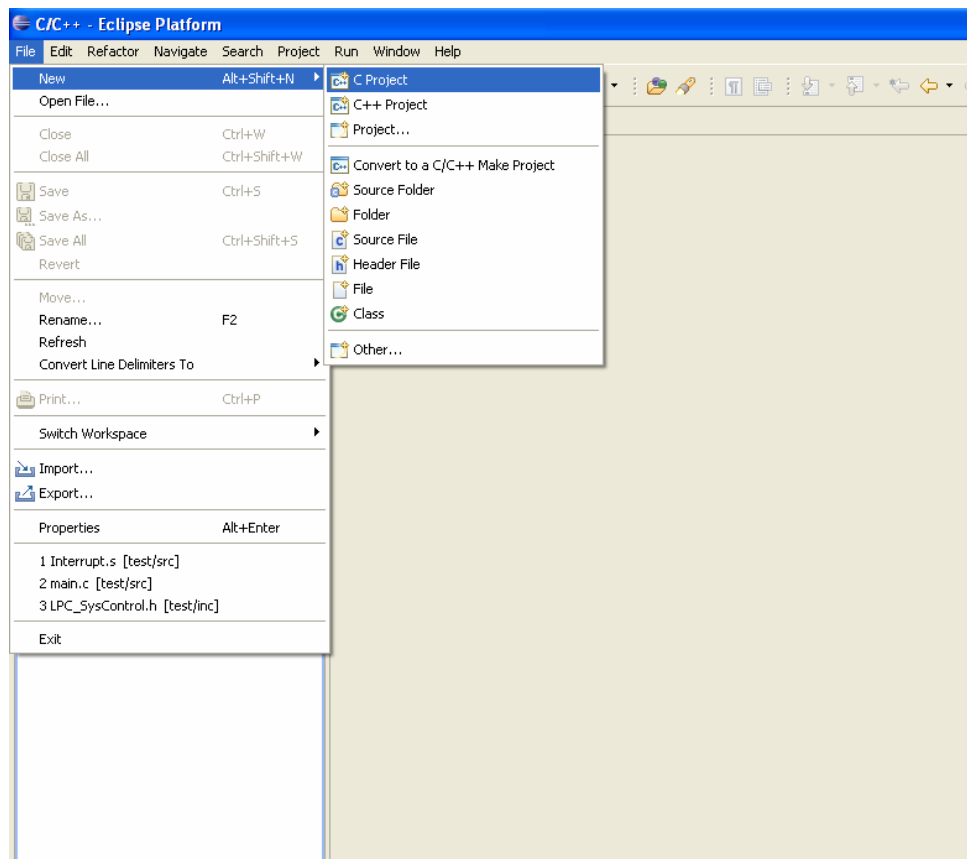 C/C++ - Eclipse Platform
File Edit Refactor Navigate Search Project Run Window Help
New Alt+Shift+N
Open File...
Close Ctrl+W
Close All Ctrl+Shift+W
Save Ctrl+S
Save As...
Save All Ctrl+Shift+S
Revert
Move...
Rename... F2
Refresh
Convert Line Delimiters To
Print... Ctrl+P
Switch Workspace
Import...
Export...
Properties Alt+Enter
1 Interrupt.s [test/src]
2 main.c [test/src]
3 LPC_SysControl.h [test/inc]
Exit
C Project
C++ Project
Project...
Convert to a C/C++ Make Project
Source Folder
Folder
Source File
Header File
File
Class
Other...